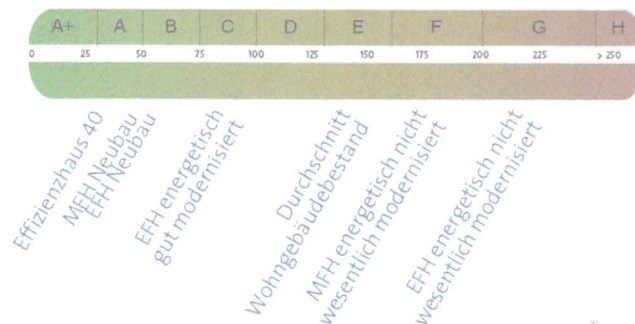 A+ A B C D E F G H
0 25 50 75 100 125 150 175 200 225 > 250
Effizienzhaus 40
MFH Neubau
EFH Neubau
EFH energetisch
gut modernisiert
Durchschnitt
Wohngebäudebestand
MFH energetisch nicht
wesentlich modernisiert
EFH energetisch nicht
wesentlich modernisiert